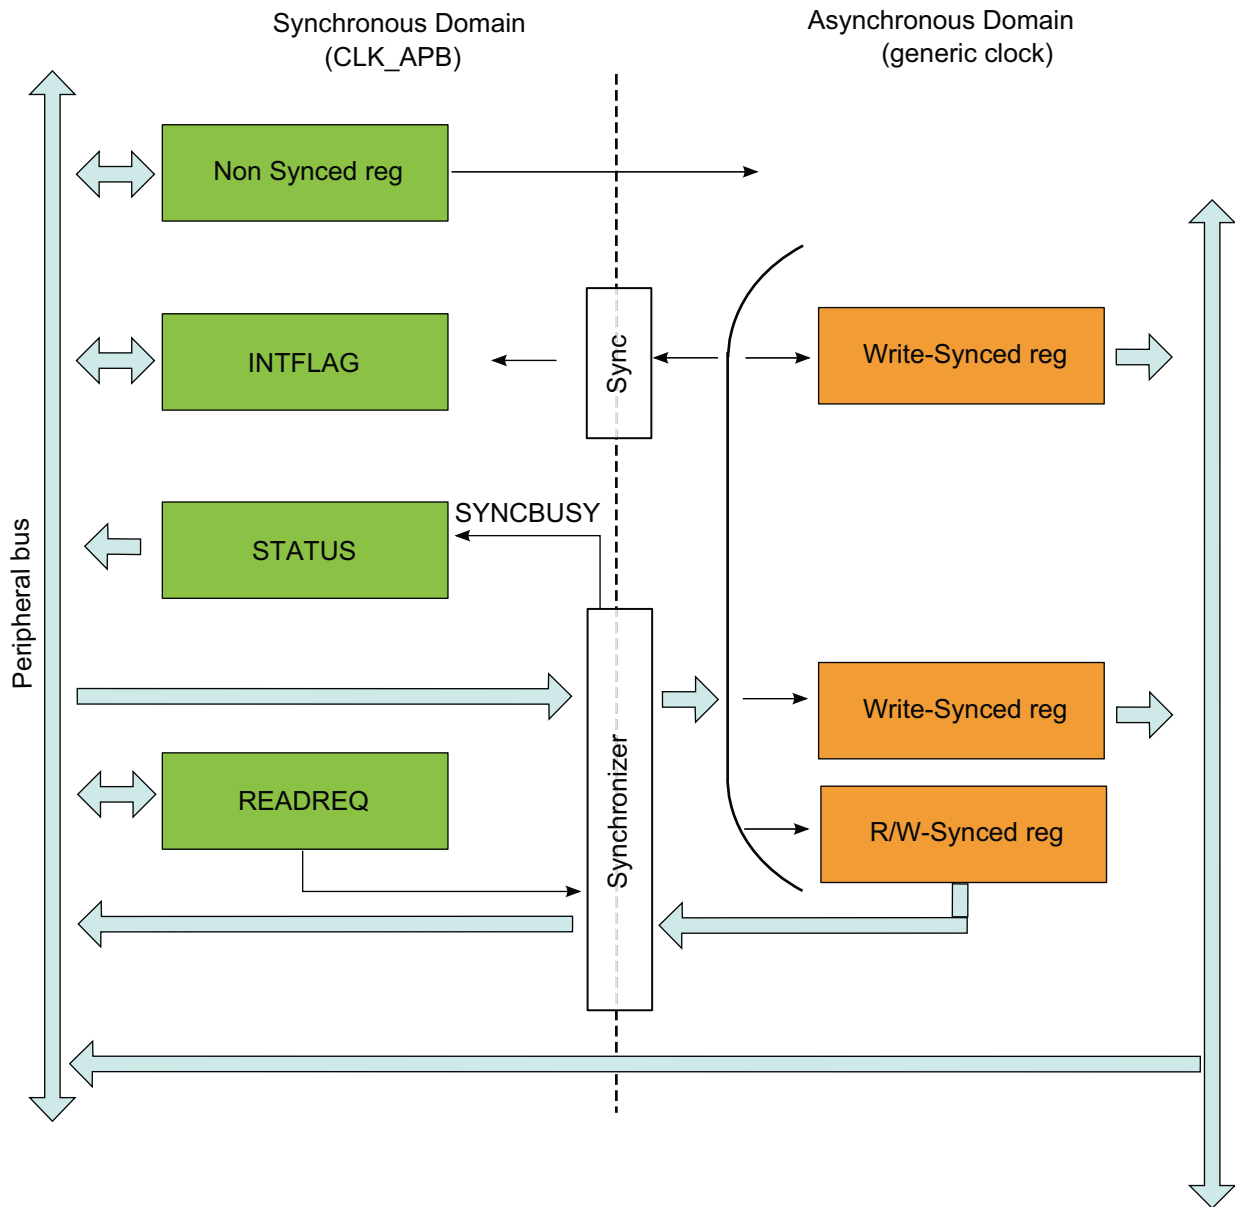 Synchronous Domain
(CLK_APB)
Asynchronous Domain
(generic clock)
Non Synced reg
INTFLAG
Sync
Write-Synced reg
SYNCBUSY
STATUS
Peripheral bus
Write-Synced reg
Synchronizer
READREQ
R/W-Synced reg